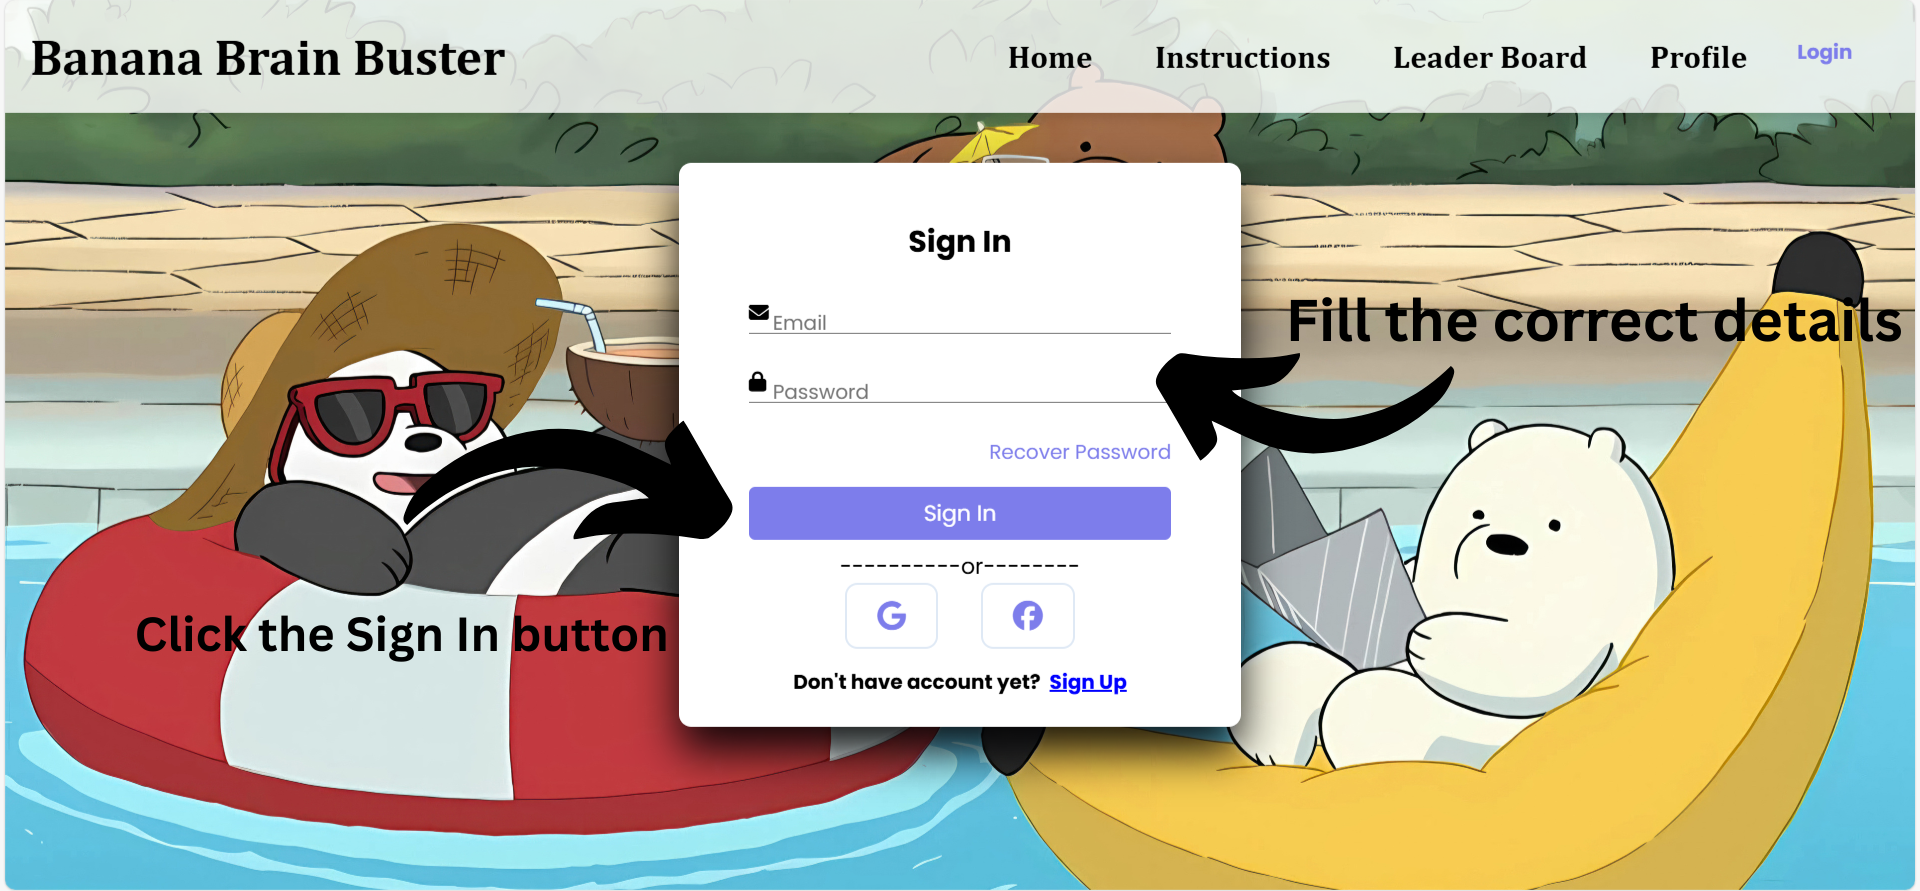 Banana Brain Buster
Home Instructions Leader Board Profile Login
Sign In
Email
Fill the correct details
Password
Recover Password
Sign In
----------or--------
G
Click the Sign In button
Don't have account yet? Sign Up